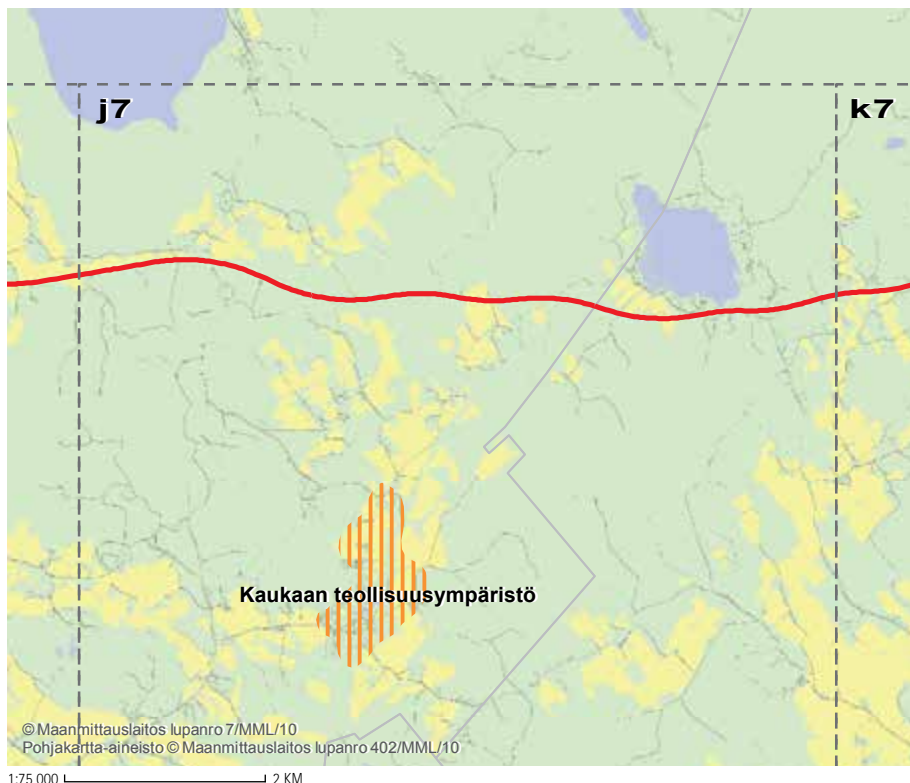 j7
k7
Kaukaan teollisuusympäristö
© Maanmittauslaitos lupanro 7/MML/10
Pohjakartta-aineisto © Maanmittauslaitos lupanro 402/MML/10
1:75 000 2 KM